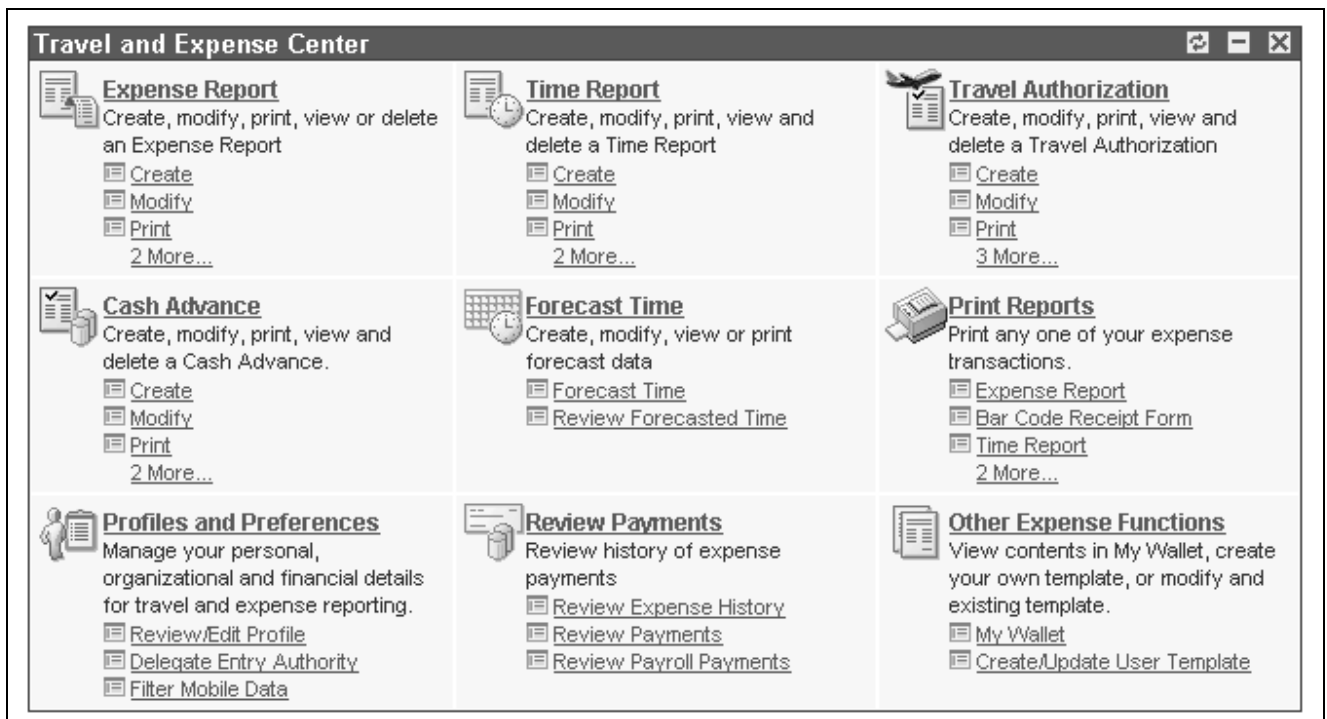 Travel and Expense Center
Expense Report
Create, modify, print, view or delete
an Expense Report
Create
Modify
Print
2 More...
Time Report
Create, modify, print, view and
delete a Time Report
Create
Modify
Print
2 More...
Travel Authorization
Create, modify, print, view and
delete a Travel Authorization
Create
Modify
Print
3 More...
Cash Advance
Create, modify, print, view and
delete a Cash Advance.
Create
Modify
Print
2 More...
Forecast Time
Create, modify, view or print
forecast data
Forecast Time
Review Forecasted Time
Print Reports
Print any one of your expense
transactions.
Expense Report
Bar Code Receipt Form
Time Report
2 More...
Profiles and Preferences
Manage your personal,
organizational and financial details
for travel and expense reporting.
Review/Edit Profile
Delegate Entry Authority
Filter Mobile Data
Review Payments
Review history of expense
payments
Review Expense History
Review Payments
Review Payroll Payments
Other Expense Functions
View contents in My Wallet, create
your own template, or modify and
existing template.
My Wallet
Create/Update User Template